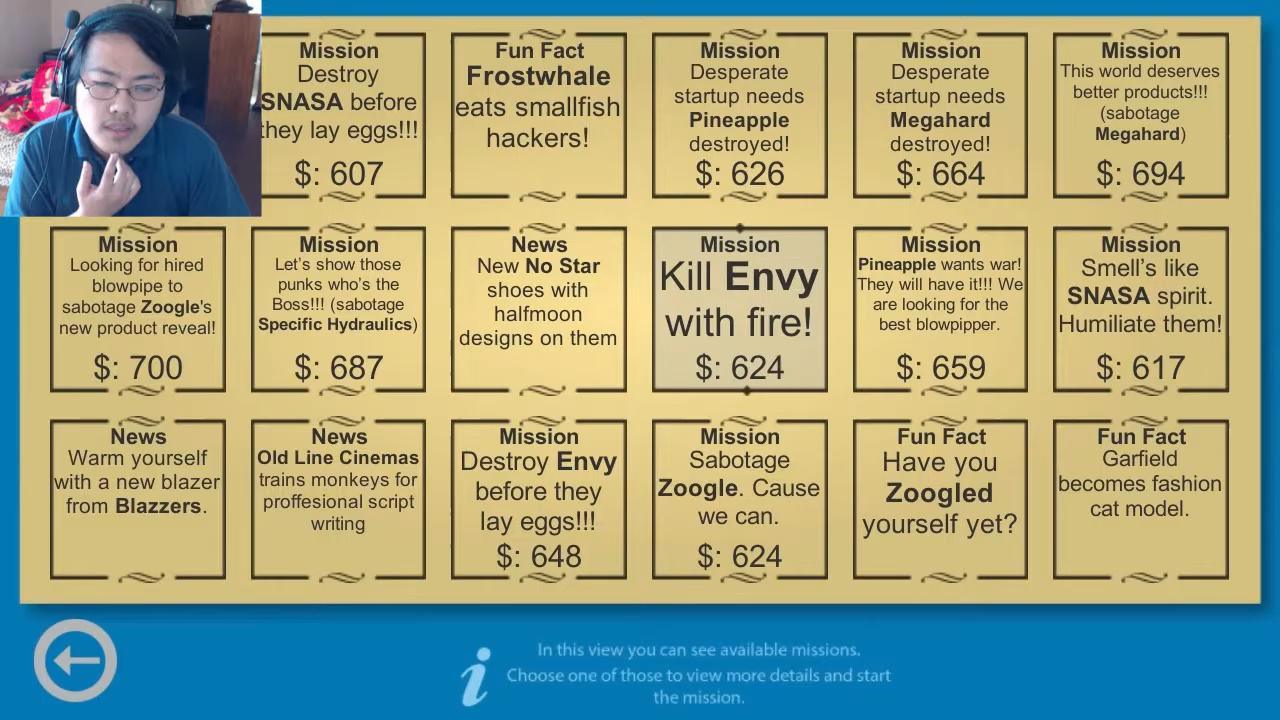 Mission
Destroy
SNASA before
they lay eggs!!!
$: 607
Fun Fact
Frostwhale
eats smallfish
hackers!
Mission
Desperate
startup needs
Pineapple
destroyed!
$: 626
Mission
Desperate
startup needs
Megahard
destroyed!
$: 664
Mission
This world deserves
better products!!!
(sabotage
Megahard)
$: 694
Mission
Looking for hired
blowpipe to
sabotage Zoogle's
new product reveal!
$: 700
Mission
Let's show those
punks who's the
Boss!!! (sabotage
Specific Hydraulics)
$: 687
News
New No Star
shoes with
halfmoon
designs on them
Mission
Kill Envy
with fire!
$: 624
Mission
Pineapple wants war!
They will have it!!! We
are looking for the
best blowpipper.
$: 659
Mission
Smell's like
SNASA spirit.
Humiliate them!
$: 617
News
Warm yourself
with a new blazer
from Blazzers.
News
Old Line Cinemas
trains monkeys for
proffesional script
writing
Mission
Destroy Envy
before they
lay eggs!!!
$: 648
Mission
Sabotage
Zoogle. Cause
we can.
$: 624
Fun Fact
Have you
Zoogled
yourself yet?
Fun Fact
Garfield
becomes fashion
cat model.
In this view you can see available missions.
Choose one of those to view more details and start
the mission.